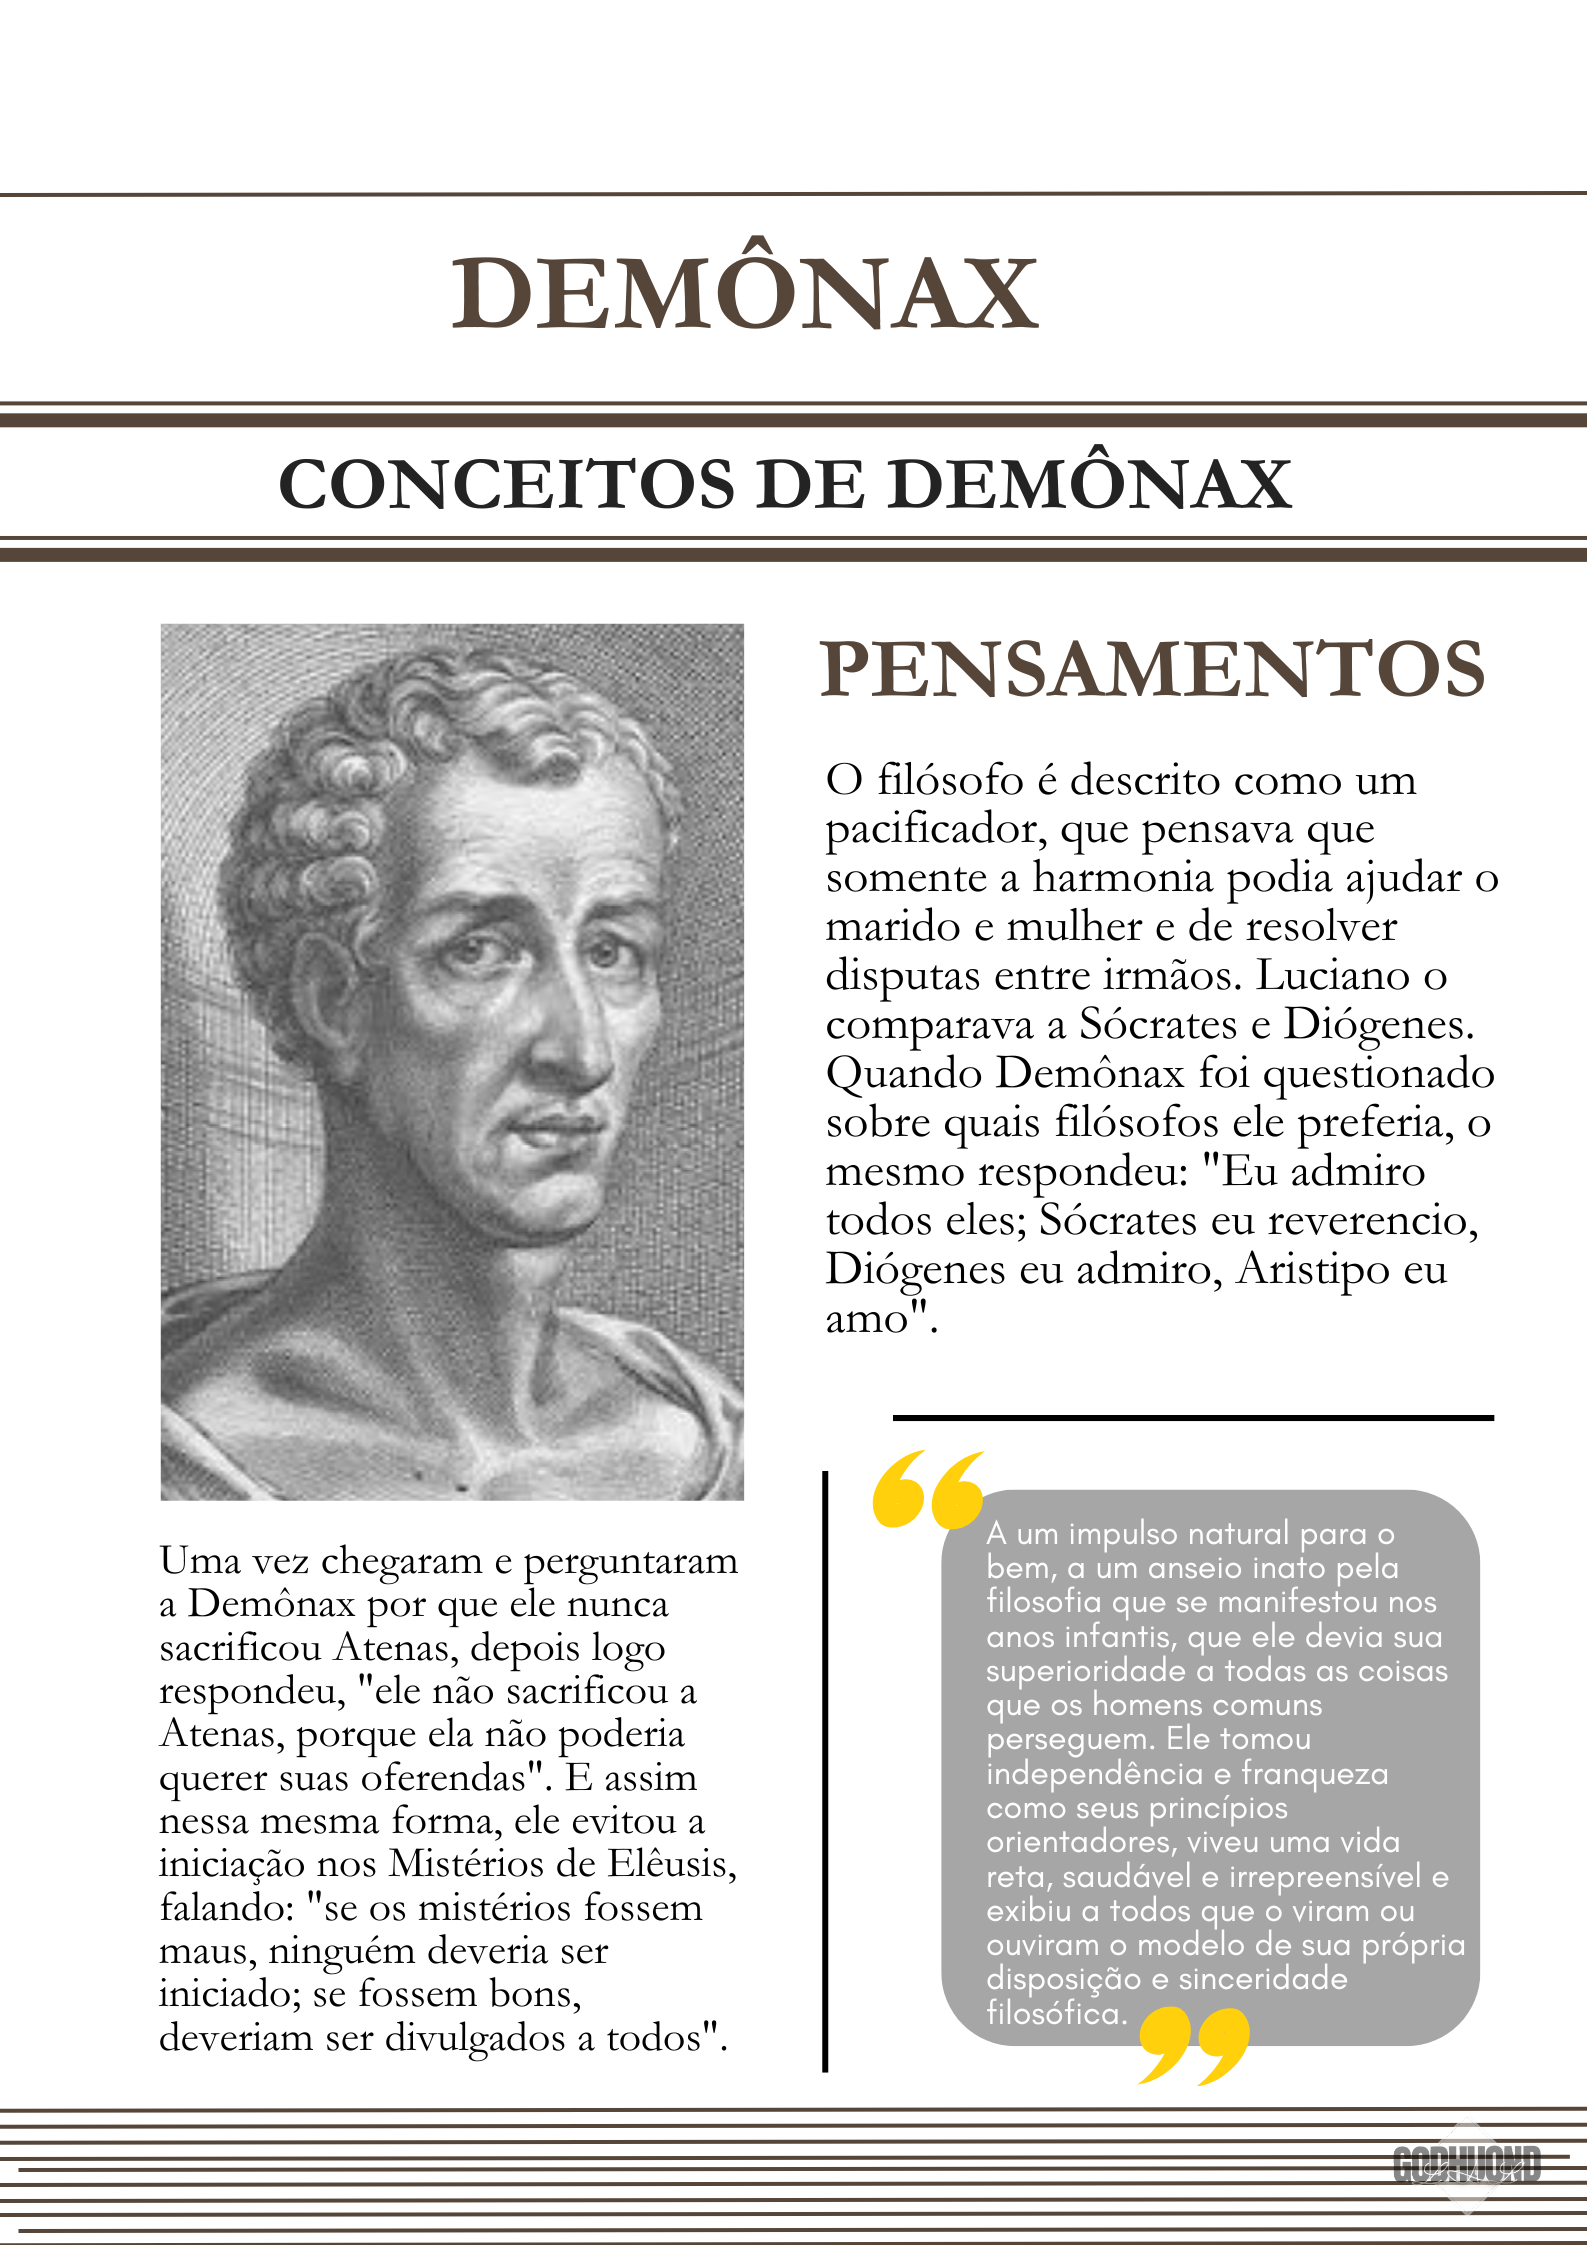 DEMÔNAX
CONCEITOS DE DEMÔNAX
PENSAMENTOS
O filósofo é descrito como um
pacificador, que pensava que
somente a harmonia podia ajudar o
marido e mulher e de resolver
disputas entre irmãos. Luciano o
comparava a Sócrates e Diógenes.
Quando Demônax foi questionado
sobre quais filósofos ele preferia, o
mesmo respondeu: "Eu admiro
todos eles; Sócrates eu reverencio,
Diógenes eu admiro, Aristipo eu
amo".
Uma vez chegaram e perguntaram
a Demônax por que ele nunca
sacrificou Atenas, depois logo
respondeu, "ele não sacrificou a
Atenas, porque ela não poderia
querer suas oferendas". E assim
nessa mesma forma, ele evitou a
iniciação nos Mistérios de Elêusis,
falando: "se os mistérios fossem
maus, ninguém deveria ser
iniciado; se fossem bons,
deveriam ser divulgados a todos".
A um impulso natural para o
bem, a um anseio inato pela
filosofia que se manifestou nos
anos infantis, que ele devia sua
superioridade a todas as coisas
que os homens comuns
perseguem. Ele tomou
independência e franqueza
como seus princípios
orientadores, viveu uma vida
reta, saudável e irrepreensível e
exibiu a todos que o viram ou
ouviram o modelo de sua própria
disposição e sinceridade
filosófica.